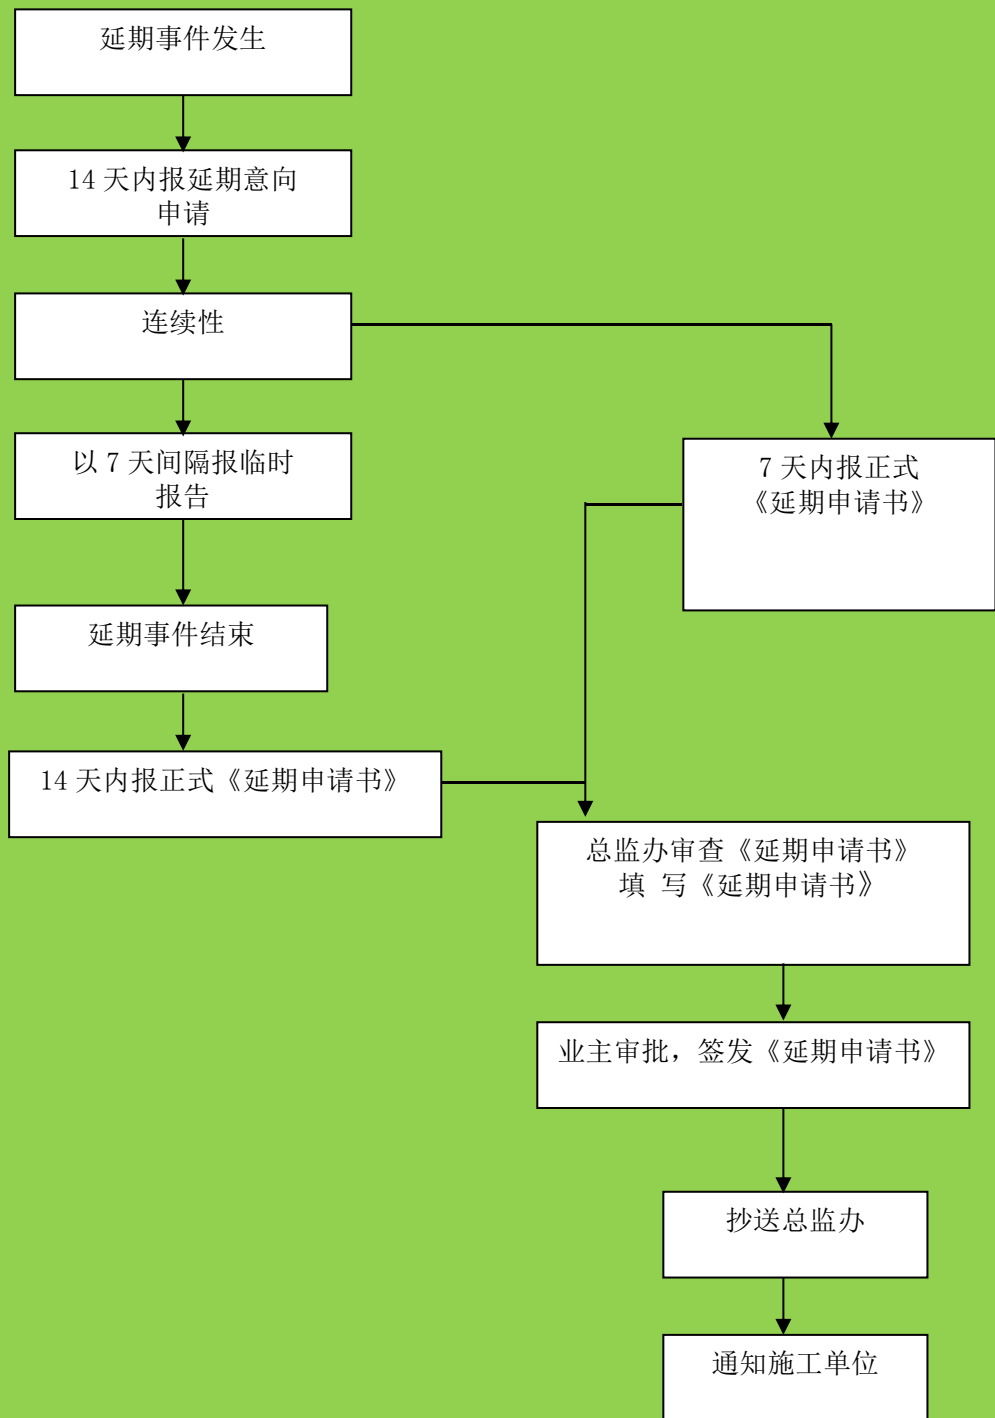 延期事件发生
14 天内报延期意向
申请
连续性
以 7 天间隔报临时
报告
7 天内报正式
《延期申请书》
延期事件结束
14 天内报正式《延期申请书》
总监办审查《延期申请书》
填 写《延期申请书》
业主审批，签发《延期申请书》
抄送总监办
通知施工单位